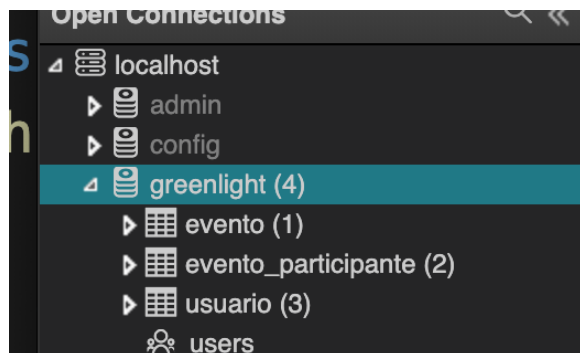 Open Connections
s
localhost
admin
h
config
greenlight (4)
evento (1)
evento_participante (2)
usuario (3)
users